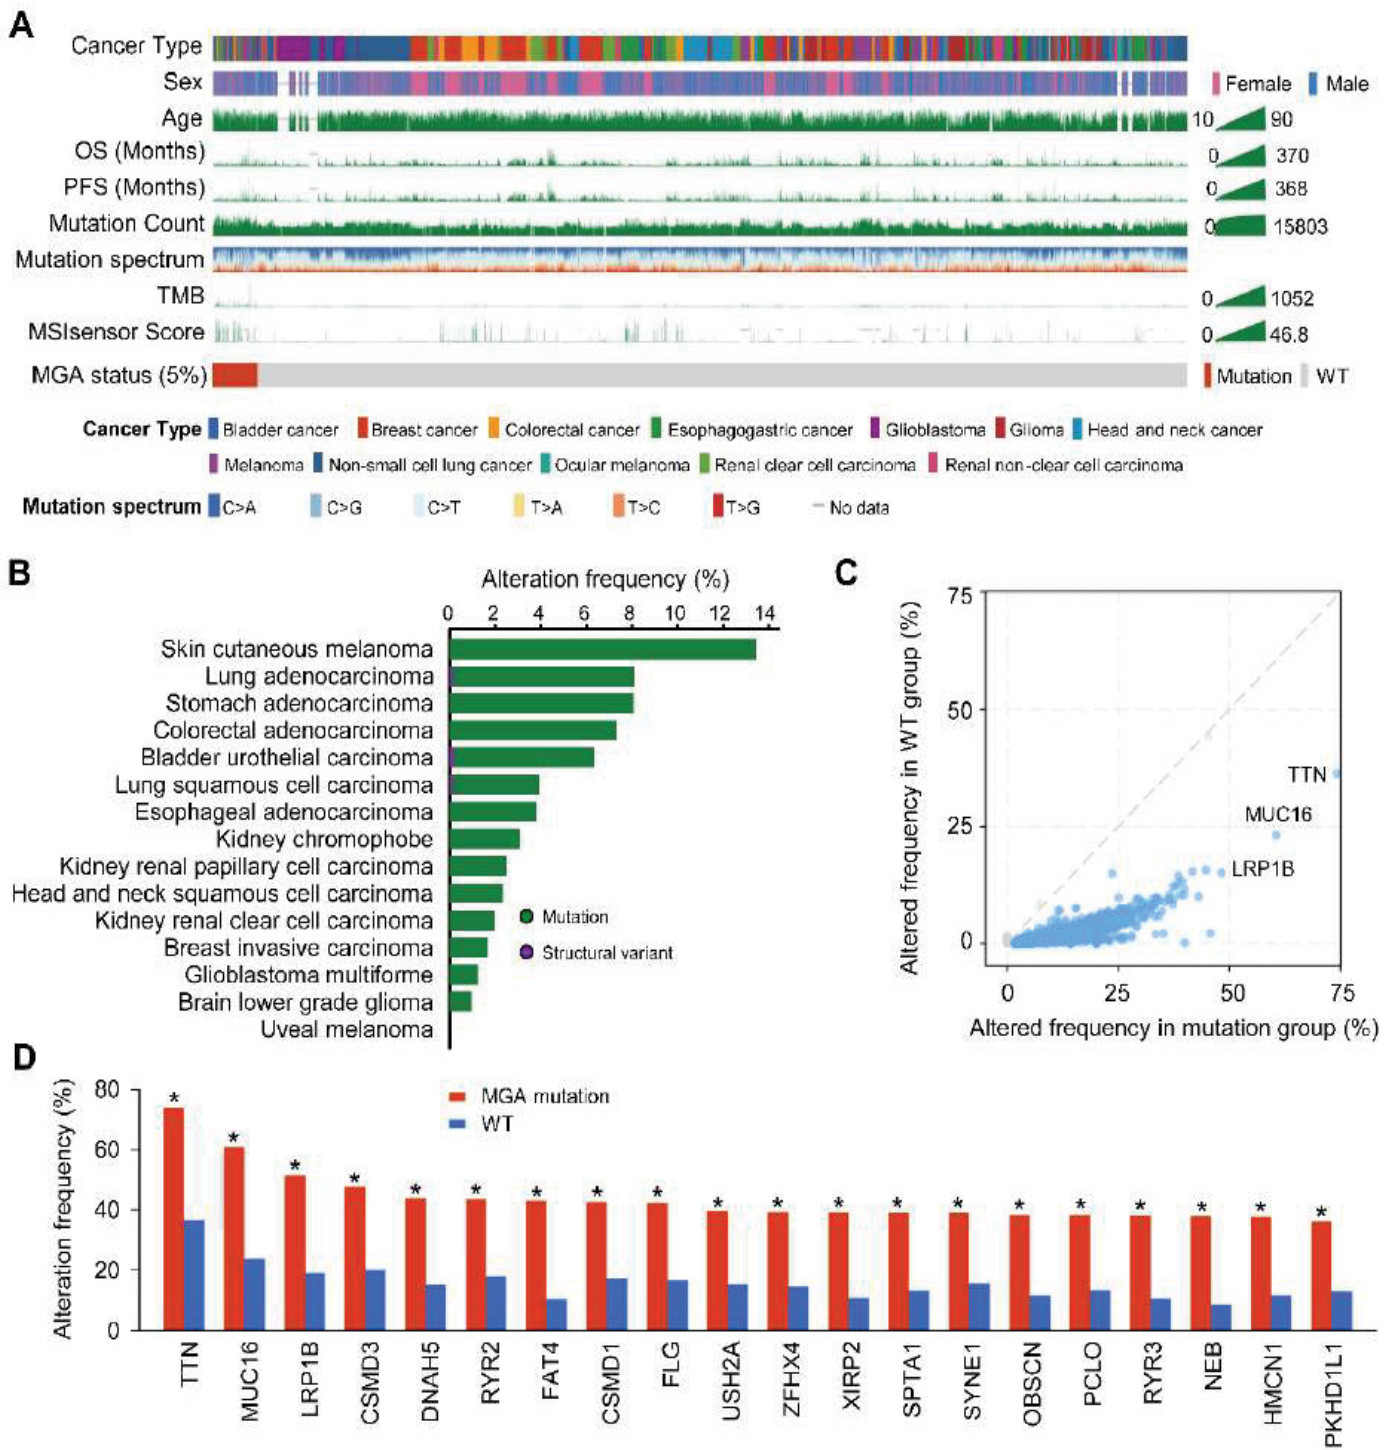 A
Cancer Type
Sex
Female Male
Age
10 90
OS (Months)
0 370
PFS (Months)
0 368
Mutation Count
0 15803
Mutation spectrum
TMB
0 1052
MSIsensor Score
0 46.8
MGA status (5%)
Mutation WT
Cancer Type Bladder cancer Breast cancer Colorectal cancer Esophagogastric cancer Glioblastoma Glioma Head and neck cancer
Melanoma Non-small cell lung cancer Ocular melanoma Renal clear cell carcinoma Renal non-clear cell carcinoma
Mutation spectrum C>A C>G C>T T>A T>C T>G No data
B
Alteration frequency (%)
0 2 4 6 8 10 12 14
Skin cutaneous melanoma
Lung adenocarcinoma
Stomach adenocarcinoma
Colorectal adenocarcinoma
Bladder urothelial carcinoma
Lung squamous cell carcinoma
Esophageal adenocarcinoma
Kidney chromophobe
Kidney renal papillary cell carcinoma
Head and neck squamous cell carcinoma
Kidney renal clear cell carcinoma
Breast invasive carcinoma
Glioblastoma multiforme
Brain lower grade glioma
Uveal melanoma
Mutation
Structural variant
C
Altered frequency in WT group (%)
75
50
25
0
TTN
MUC16
LRP1B
0 25 50 75
Altered frequency in mutation group (%)
D
Alteration frequency (%)
80
60
40
20
0
MGA mutation
WT
* * * * * * * * * * * * * * * * * * * *
TTN
MUC16
LRP1B
CSMD3
DNAH5
RYR2
FAT4
CSMD1
FLG
USH2A
ZFHX4
XIRP2
SPTA1
SYNE1
OBSCN
PCLO
RYR3
NEB
HMCN1
PKHD1L1